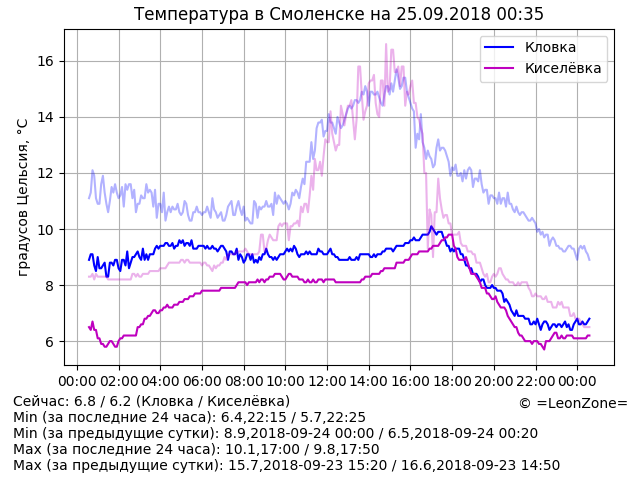 Температура в Смоленске на 25.09.2018 00:35
градусов Цельсия, °C
16
14
12
10
8
6
Кловка
Киселёвка
00:00 02:00 04:00 06:00 08:00 10:00 12:00 14:00 16:00 18:00 20:00 22:00 00:00
Сейчас: 6.8 / 6.2 (Кловка / Киселёвка)
© =LeonZone=
Min (за последние 24 часа): 6.4,22:15 / 5.7,22:25
Min (за предыдущие сутки): 8.9,2018-09-24 00:00 / 6.5,2018-09-24 00:20
Max (за последние 24 часа): 10.1,17:00 / 9.8,17:50
Max (за предыдущие сутки): 15.7,2018-09-23 15:20 / 16.6,2018-09-23 14:50